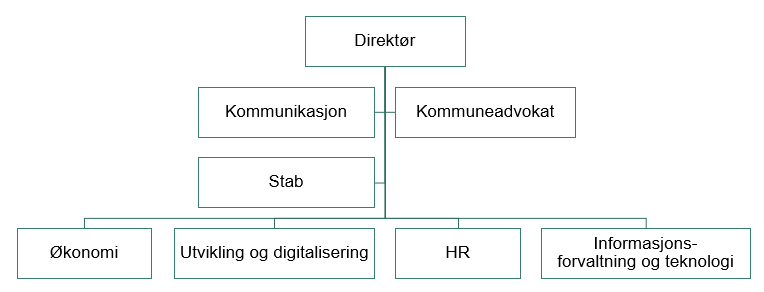 Direktør
Kommunikasjon
Kommuneadvokat
Stab
Økonomi
Utvikling og digitalisering
HR
Informasjons-
forvaltning og teknologi